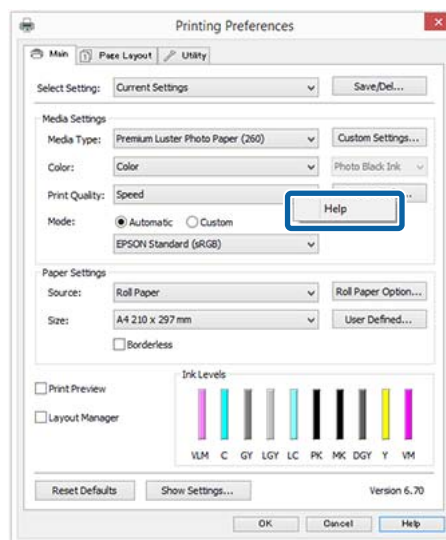 Printing Preferences
Main Page Layout Utility
Select Setting: Current Settings Save/Del...
Media Settings
Media Type: Premium Luster Photo Paper (260) Custom Settings...
Color: Color Photo Black Ink
Print Quality: Speed ...
Help
Mode: Automatic Custom
EPSON Standard (sRGB)
Paper Settings
Source: Roll Paper Roll Paper Option...
Size: A4 210 x 297 mm User Defined...
Borderless
Ink Levels
Print Preview
Layout Manager
VLM C GY LGY LC PK MK DGY Y VM
Reset Defaults Show Settings... Version 6.70
OK Cancel Help